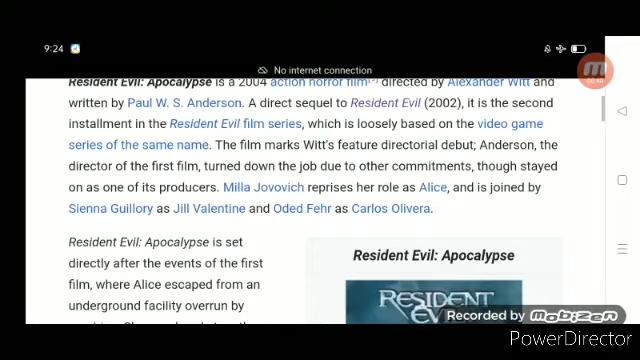 9:24
No internet connection
Resident Evil: Apocalypse is a 2004 action horror film directed by Alexander Witt and
written by Paul W. S. Anderson. A direct sequel to Resident Evil (2002), it is the second
installment in the Resident Evil film series, which is loosely based on the video game
series of the same name. The film marks Witt's feature directorial debut; Anderson, the
director of the first film, turned down the job due to other commitments, though stayed
on as one of its producers. Milla Jovovich reprises her role as Alice, and is joined by
Sienna Guillory as Jill Valentine and Oded Fehr as Carlos Olivera.
Resident Evil: Apocalypse is set
directly after the events of the first
film, where Alice escaped from an
underground facility overrun by
Resident Evil: Apocalypse
RESIDENT
Recorded by Mobizen
PowerDirector